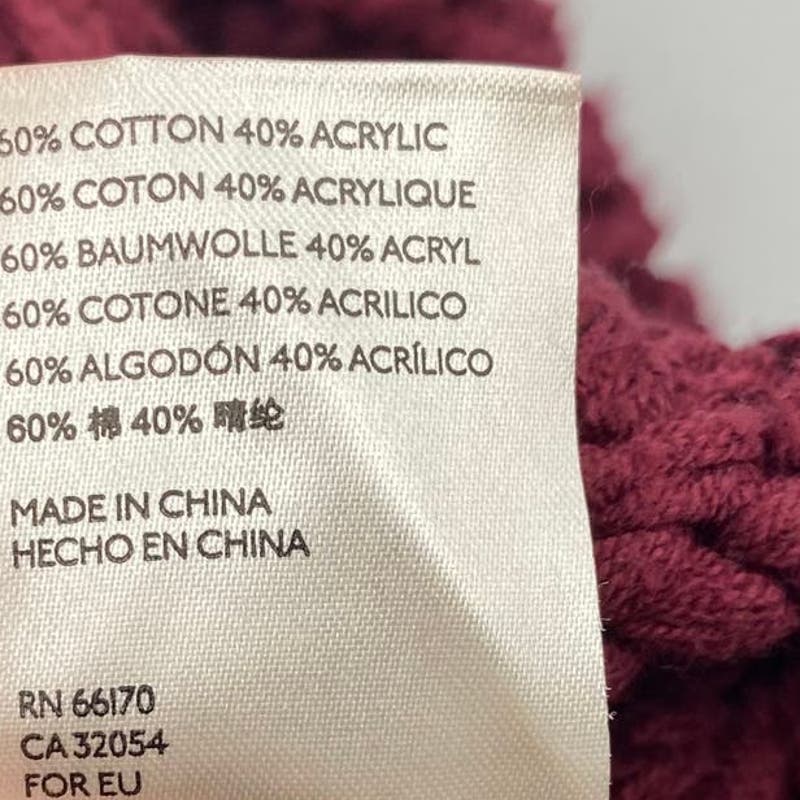 60% COTTON 40% ACRYLIC
60% COTON 40% ACRYLIQUE
60% BAUMWOLLE 40% ACRYL
60% COTONE 40% ACRILICO
60% ALGODÓN 40% ACRÍLICO
60% 棉 40% 晴纶
MADE IN CHINA
HECHO EN CHINA
RN 66170
CA 32054
FOR EU